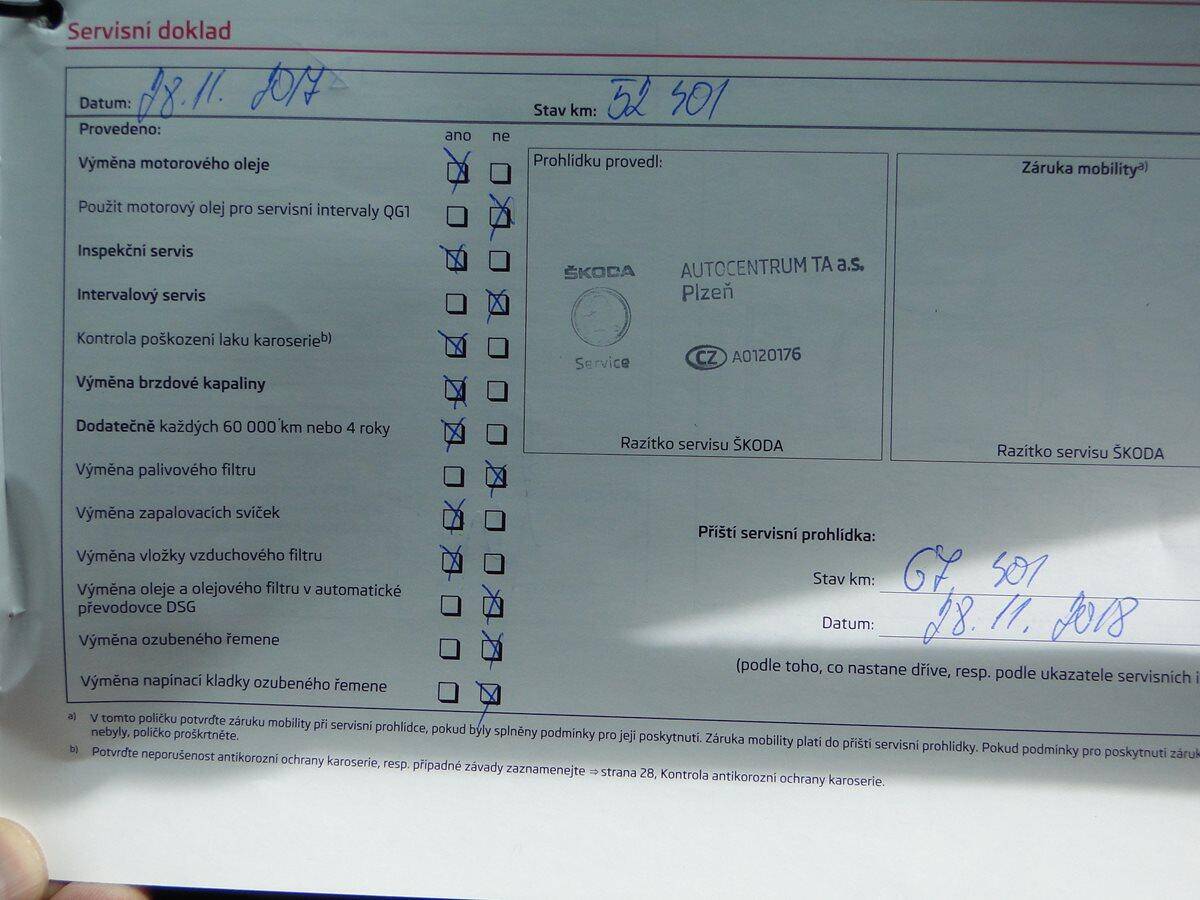 Servisní doklad
Datum: 28.11. 2017 Stav km: 52 301
Provedeno: ano ne
Výměna motorového oleje
Použit motorový olej pro servisní intervaly QG1
Inspekční servis
Intervalový servis
Kontrola poškození laku karoserieb)
Výměna brzdové kapaliny
Dodatečně každých 60 000 km nebo 4 roky
Výměna palivového filtru
Výměna zapalovacích svíček
Výměna vložky vzduchového filtru
Výměna oleje a olejového filtru v automatické
převodovce DSG
Výměna ozubeného řemene
Výměna napínací kladky ozubeného řemene
Prohlídku provedl:
ŠKODA
Service
AUTOCENTRUM TA a.s.
Plzeň
CZ A0120176
Razítko servisu ŠKODA
Záruka mobilitya)
Razítko servisu ŠKODA
Příští servisní prohlídka:
Stav km: 67 301
Datum: 28.11. 2018
(podle toho, co nastane dříve, resp. podle ukazatele servisních i
a) V tomto políčku potvrďte záruku mobility při servisní prohlídce, pokud byly splněny podmínky pro její poskytnutí. Záruka mobility platí do příští servisní prohlídky. Pokud podmínky pro poskytnutí záruk
nebyly, políčko proškrtněte.
b) Potvrďte neporušenost antikorozní ochrany karoserie, resp. případné závady zaznamenejte ⇒ strana 28, Kontrola antikorozní ochrany karoserie.